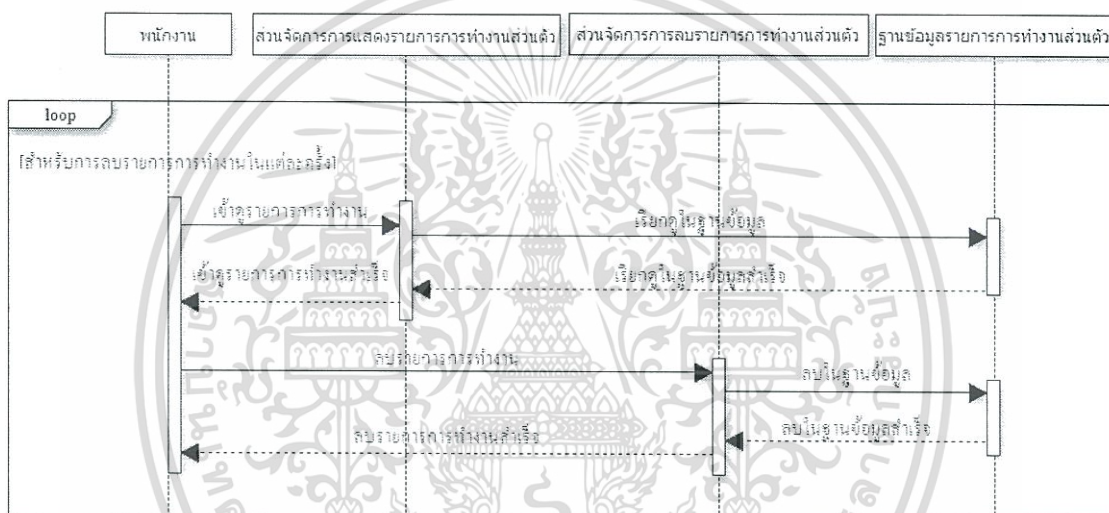 พนักงาน
ส่วนจัดการการแสดงรายการการทำงานส่วนตัว
ส่วนจัดการการลบรายการการทำงานส่วนตัว
ฐานข้อมูลรายการการทำงานส่วนตัว
loop
[สำหรับการลบรายการการทำงานในแต่ละครั้ง]
เข้าดูรายการการทำงาน
เรียกดูในฐานข้อมูล
เข้าดูรายการการทำงานสำเร็จ
เรียกดูในฐานข้อมูลสำเร็จ
ลบรายการการทำงาน
ลบในฐานข้อมูล
ลบรายการการทำงานสำเร็จ
ลบในฐานข้อมูลสำเร็จ